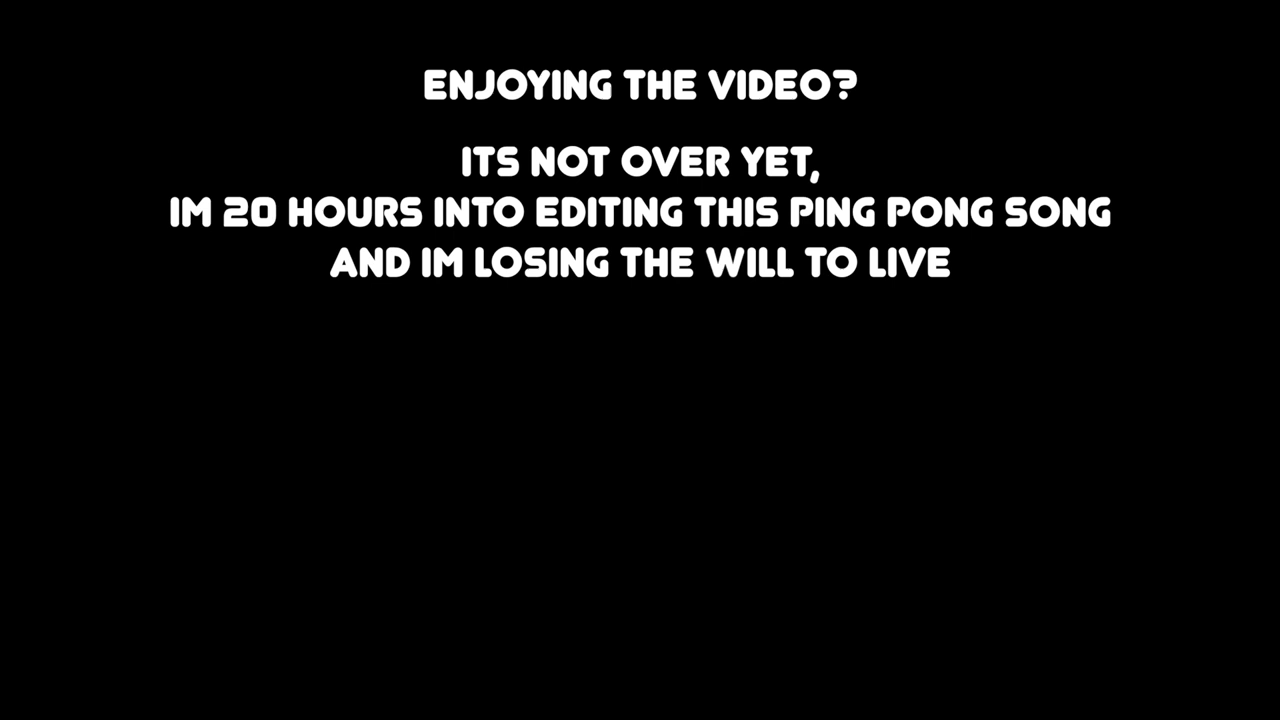 ENJOYING THE VIDEO?
ITS NOT OVER YET,
IM 20 HOURS INTO EDITING THIS PING PONG SONG
AND IM LOSING THE WILL TO LIVE